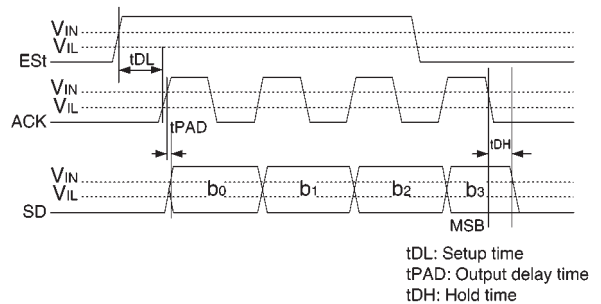 VIN
VIL
ESt
tDL
VIN
VIL
ACK
tPAD
tDH
VIN
VIL
b0 b1 b2 b3
SD
MSB
tDL: Setup time
tPAD: Output delay time
tDH: Hold time